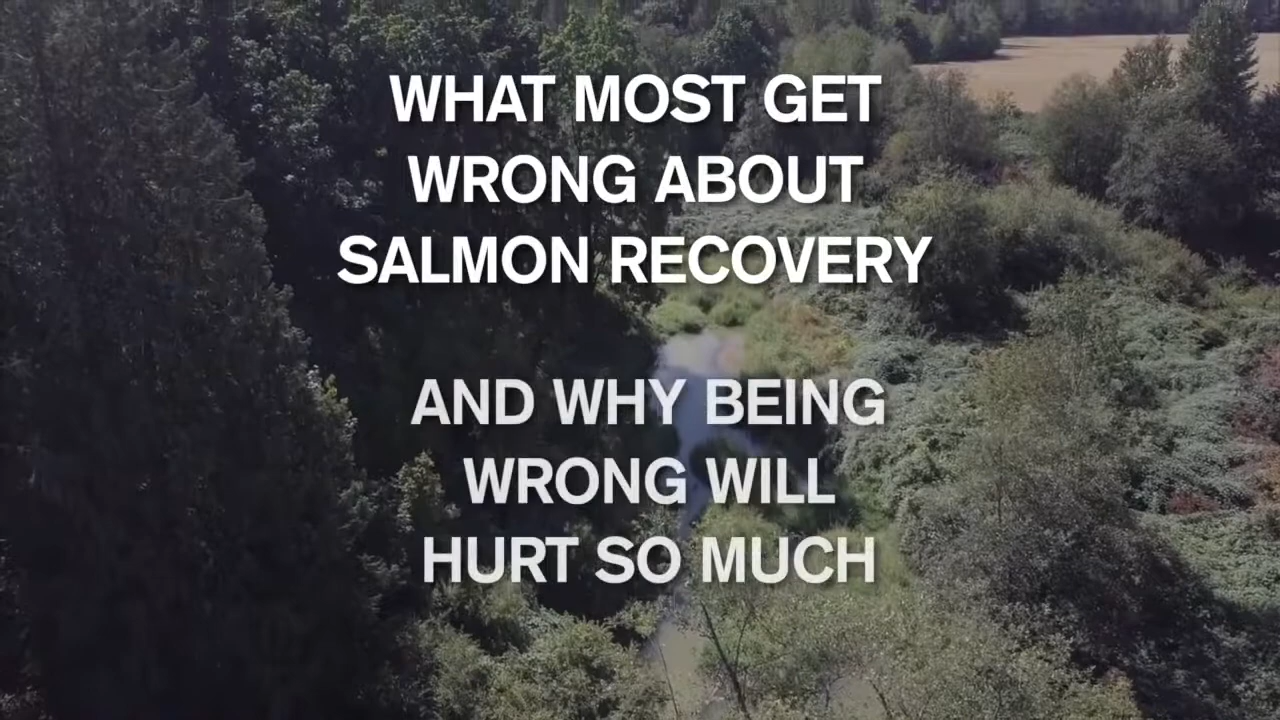 WHAT MOST GET
WRONG ABOUT
SALMON RECOVERY
AND WHY BEING
WRONG WILL
HURT SO MUCH